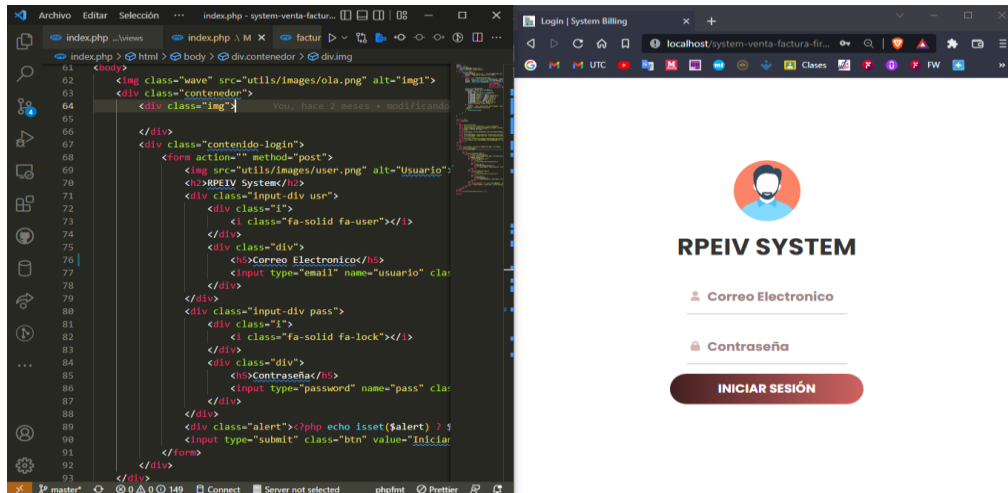 Archivo Editar Selección ··· index.php - system-venta-factur...
index.php ...\views index.php .\ M factur
index.php > html > body > div.contenedor > div.img
61 <body>
62 <img class="wave" src="utils/images/ola.png" alt="img1">
63 <div class="contenedor">
64 <div class="img"> You, hace 2 meses • modificando
65
66 </div>
67 <div class="contenido-login">
68 <form action="" method="post">
69 <img src="utils/images/user.png" alt="Usuario"
70 <h2>RPEIV System</h2>
71 <div class="input-div usr">
72 <div class="i">
73 <i class="fa-solid fa-user"></i>
74 </div>
75 <div class="div">
76 <h5>Correo Electronico</h5>
77 <input type="email" name="usuario" clas
78 </div>
79 </div>
80 <div class="input-div pass">
81 <div class="i">
82 <i class="fa-solid fa-lock"></i>
83 </div>
84 <div class="div">
85 <h5>Contraseña</h5>
86 <input type="password" name="pass" clas
87 </div>
88 </div>
89 <div class="alert"><?php echo isset($alert) ?
90 <input type="submit" class="btn" value="Iniciar
91 </form>
92 </div>
93 </div>
master* 0 0 149 Connect Server not selected phpfmt Prettier
Login | System Billing
localhost/system-venta-factura-fir...
UTC Clases FW
RPEIV SYSTEM
Correo Electronico
Contraseña
INICIAR SESIÓN